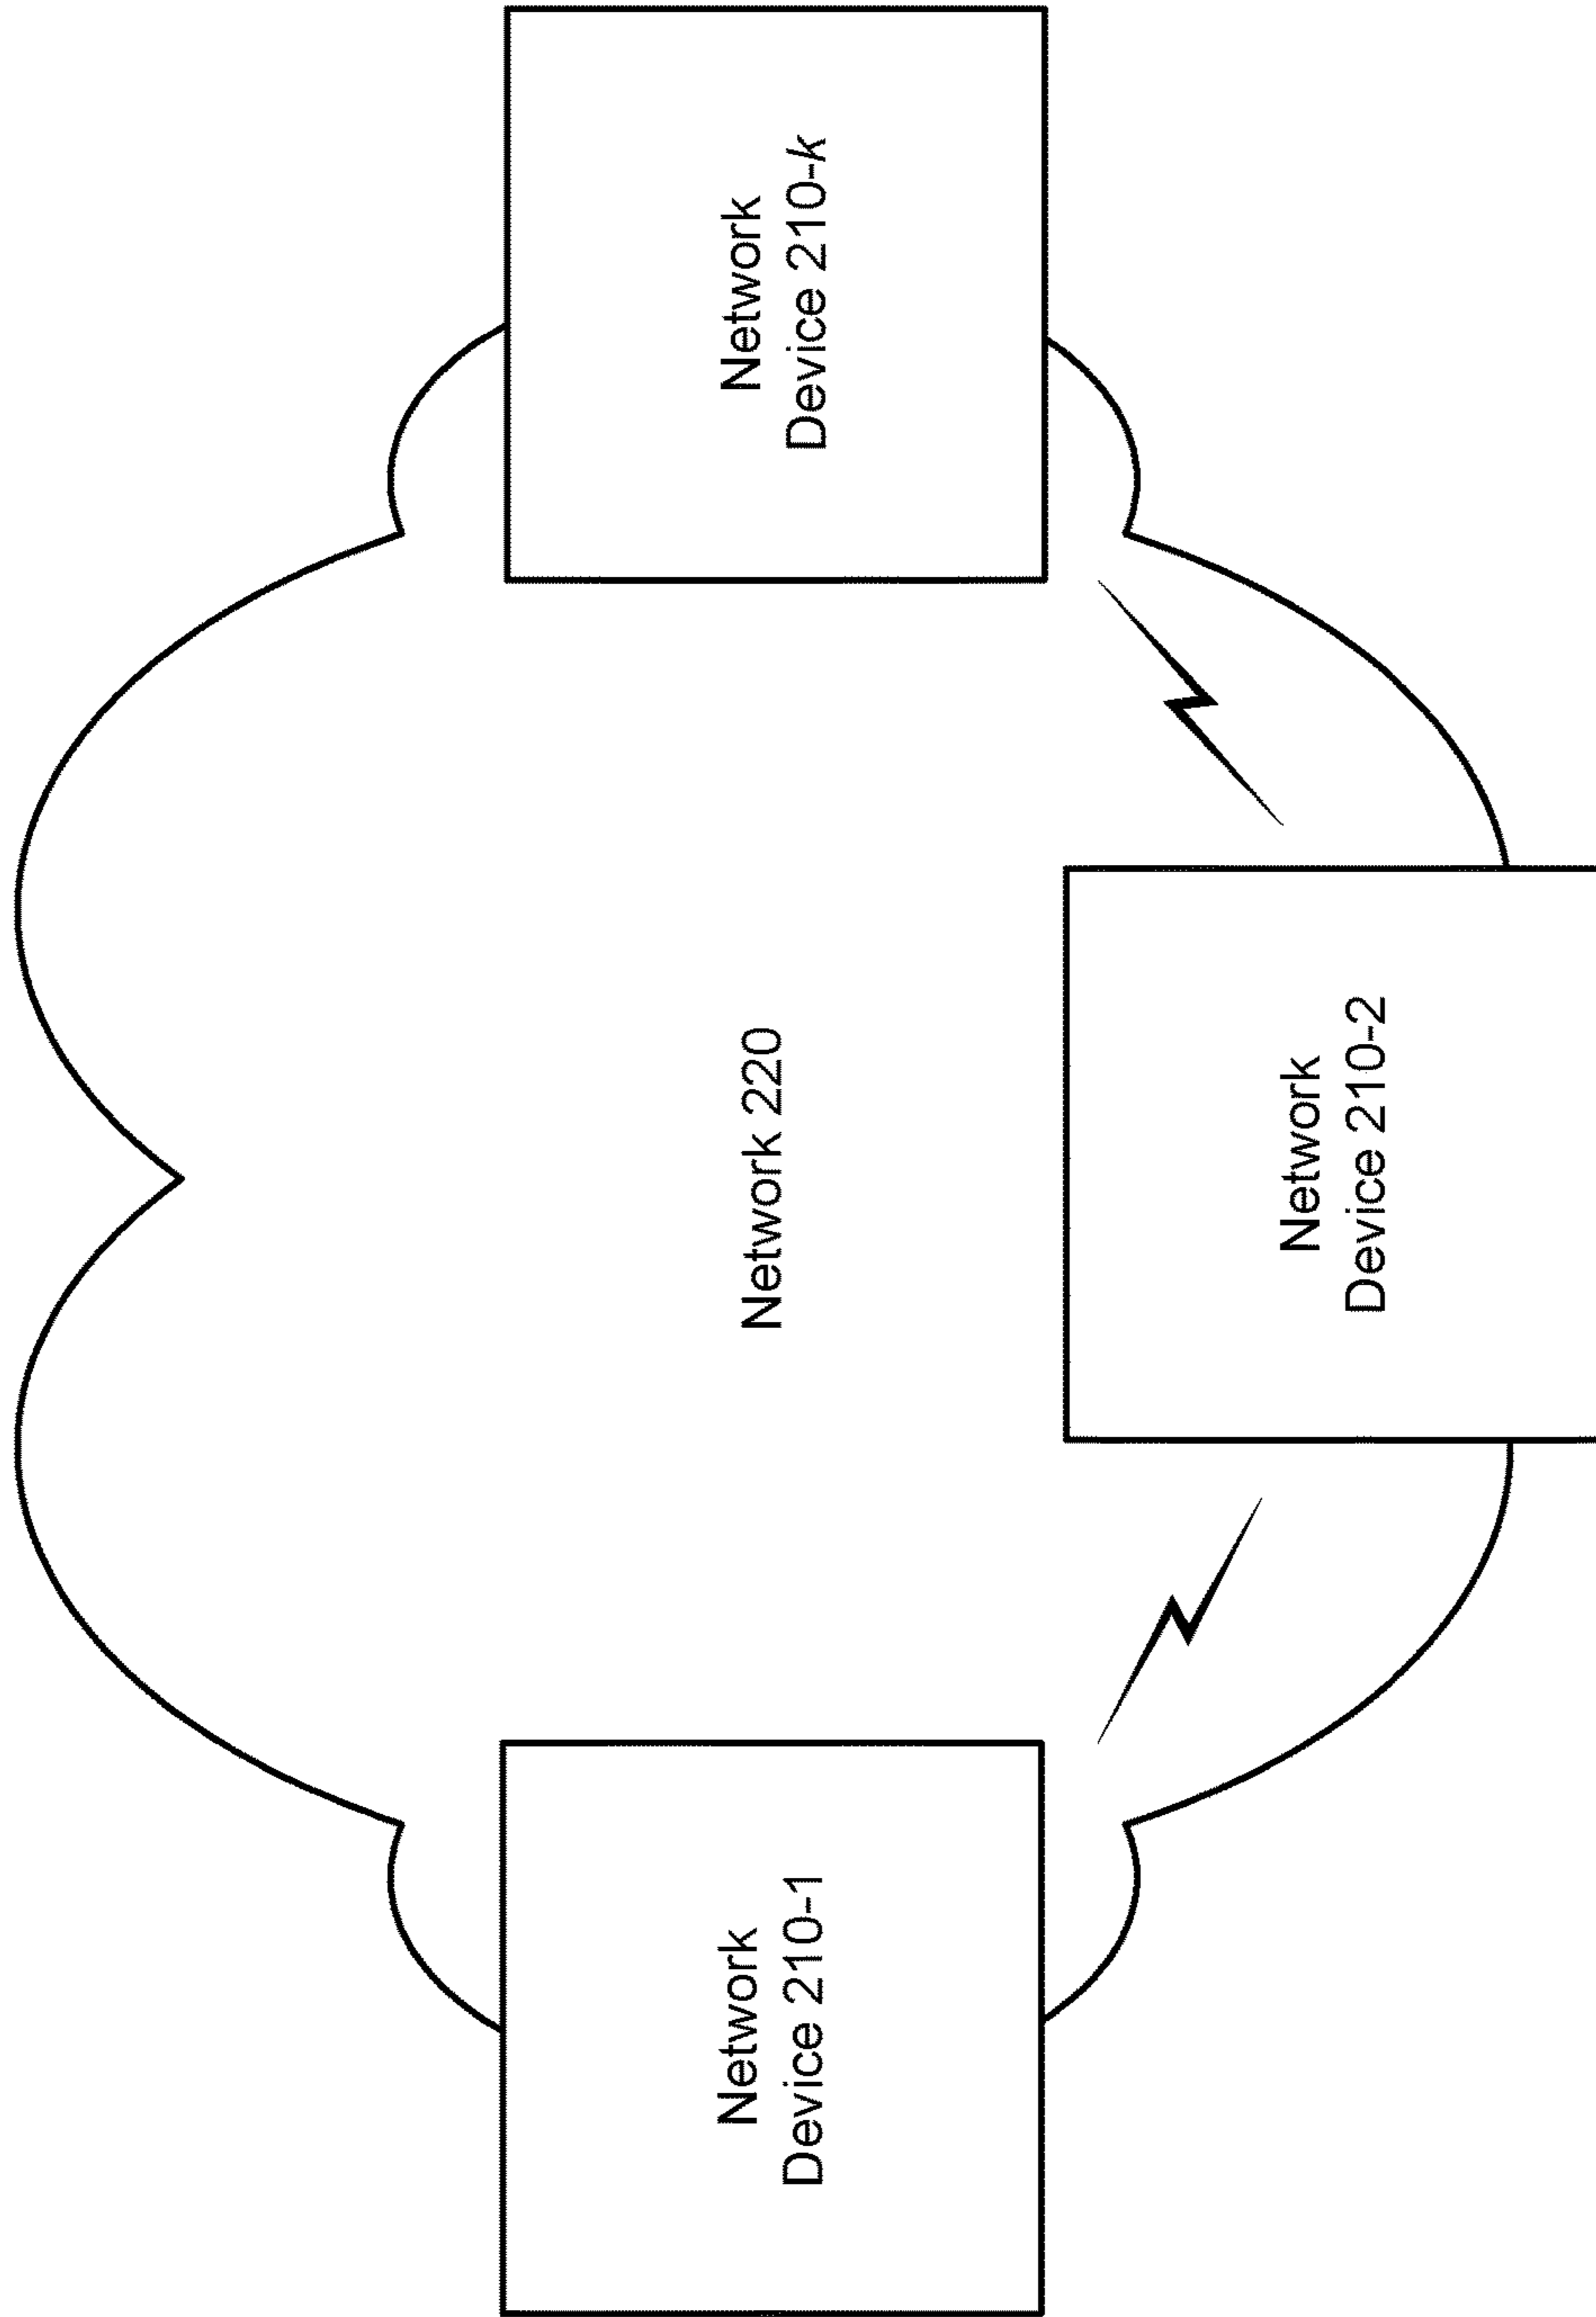 Network 220
Network
Device 210-1
Network
Device 210-2
Network
Device 210-k